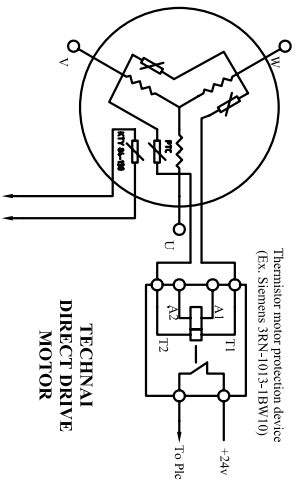 Thermistor motor protection device
(Ex. Siemens 3RN-1013-1BW10)
W
V
U
PTC
KTY 84-130
T1
A1
A2
T2
+24v
To Plc
TECHNAI
DIRECT DRIVE
MOTOR